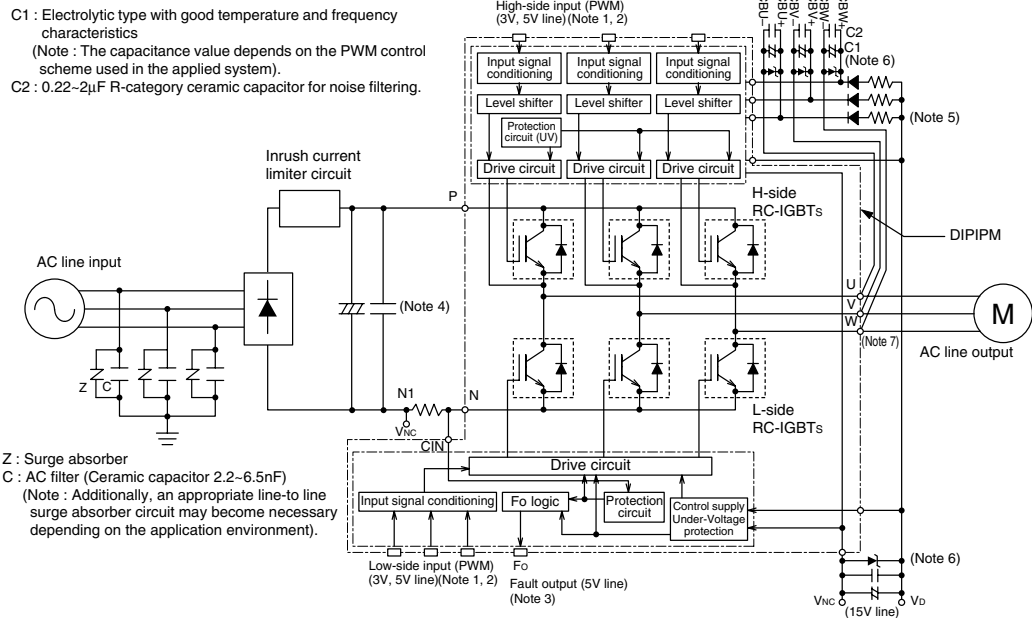 C1 : Electrolytic type with good temperature and frequency
characteristics
(Note : The capacitance value depends on the PWM control
scheme used in the applied system).
C2 : 0.22~2μF R-category ceramic capacitor for noise filtering.
High-side input (PWM)
(3V, 5V line)(Note 1, 2)
C2
C1
(Note 6)
(Note 5)
Input signal
conditioning
Input signal
conditioning
Input signal
conditioning
Level shifter
Level shifter
Level shifter
Protection
circuit (UV)
Drive circuit
Drive circuit
Drive circuit
Inrush current
limiter circuit
P
H-side
RC-IGBTs
DIPIPM
AC line input
(Note 4)
U
V
W
(Note 7)
M
AC line output
Z
C
N1
VNC
N
CIN
L-side
RC-IGBTs
Z : Surge absorber
C : AC filter (Ceramic capacitor 2.2~6.5nF)
(Note : Additionally, an appropriate line-to line
surge absorber circuit may become necessary
depending on the application environment).
Drive circuit
Input signal conditioning
Fo logic
Protection
circuit
Control supply
Under-Voltage
protection
Low-side input (PWM)
(3V, 5V line)(Note 1, 2)
Fo
Fault output (5V line)
(Note 3)
(Note 6)
VNC
(15V line)
VD